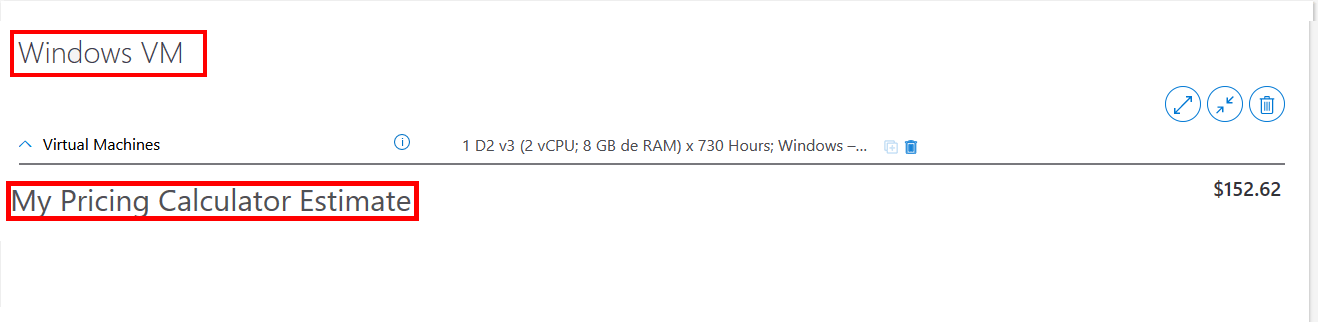 Windows VM
Virtual Machines
1 D2 v3 (2 vCPU; 8 GB de RAM) x 730 Hours; Windows –...
My Pricing Calculator Estimate
$152.62